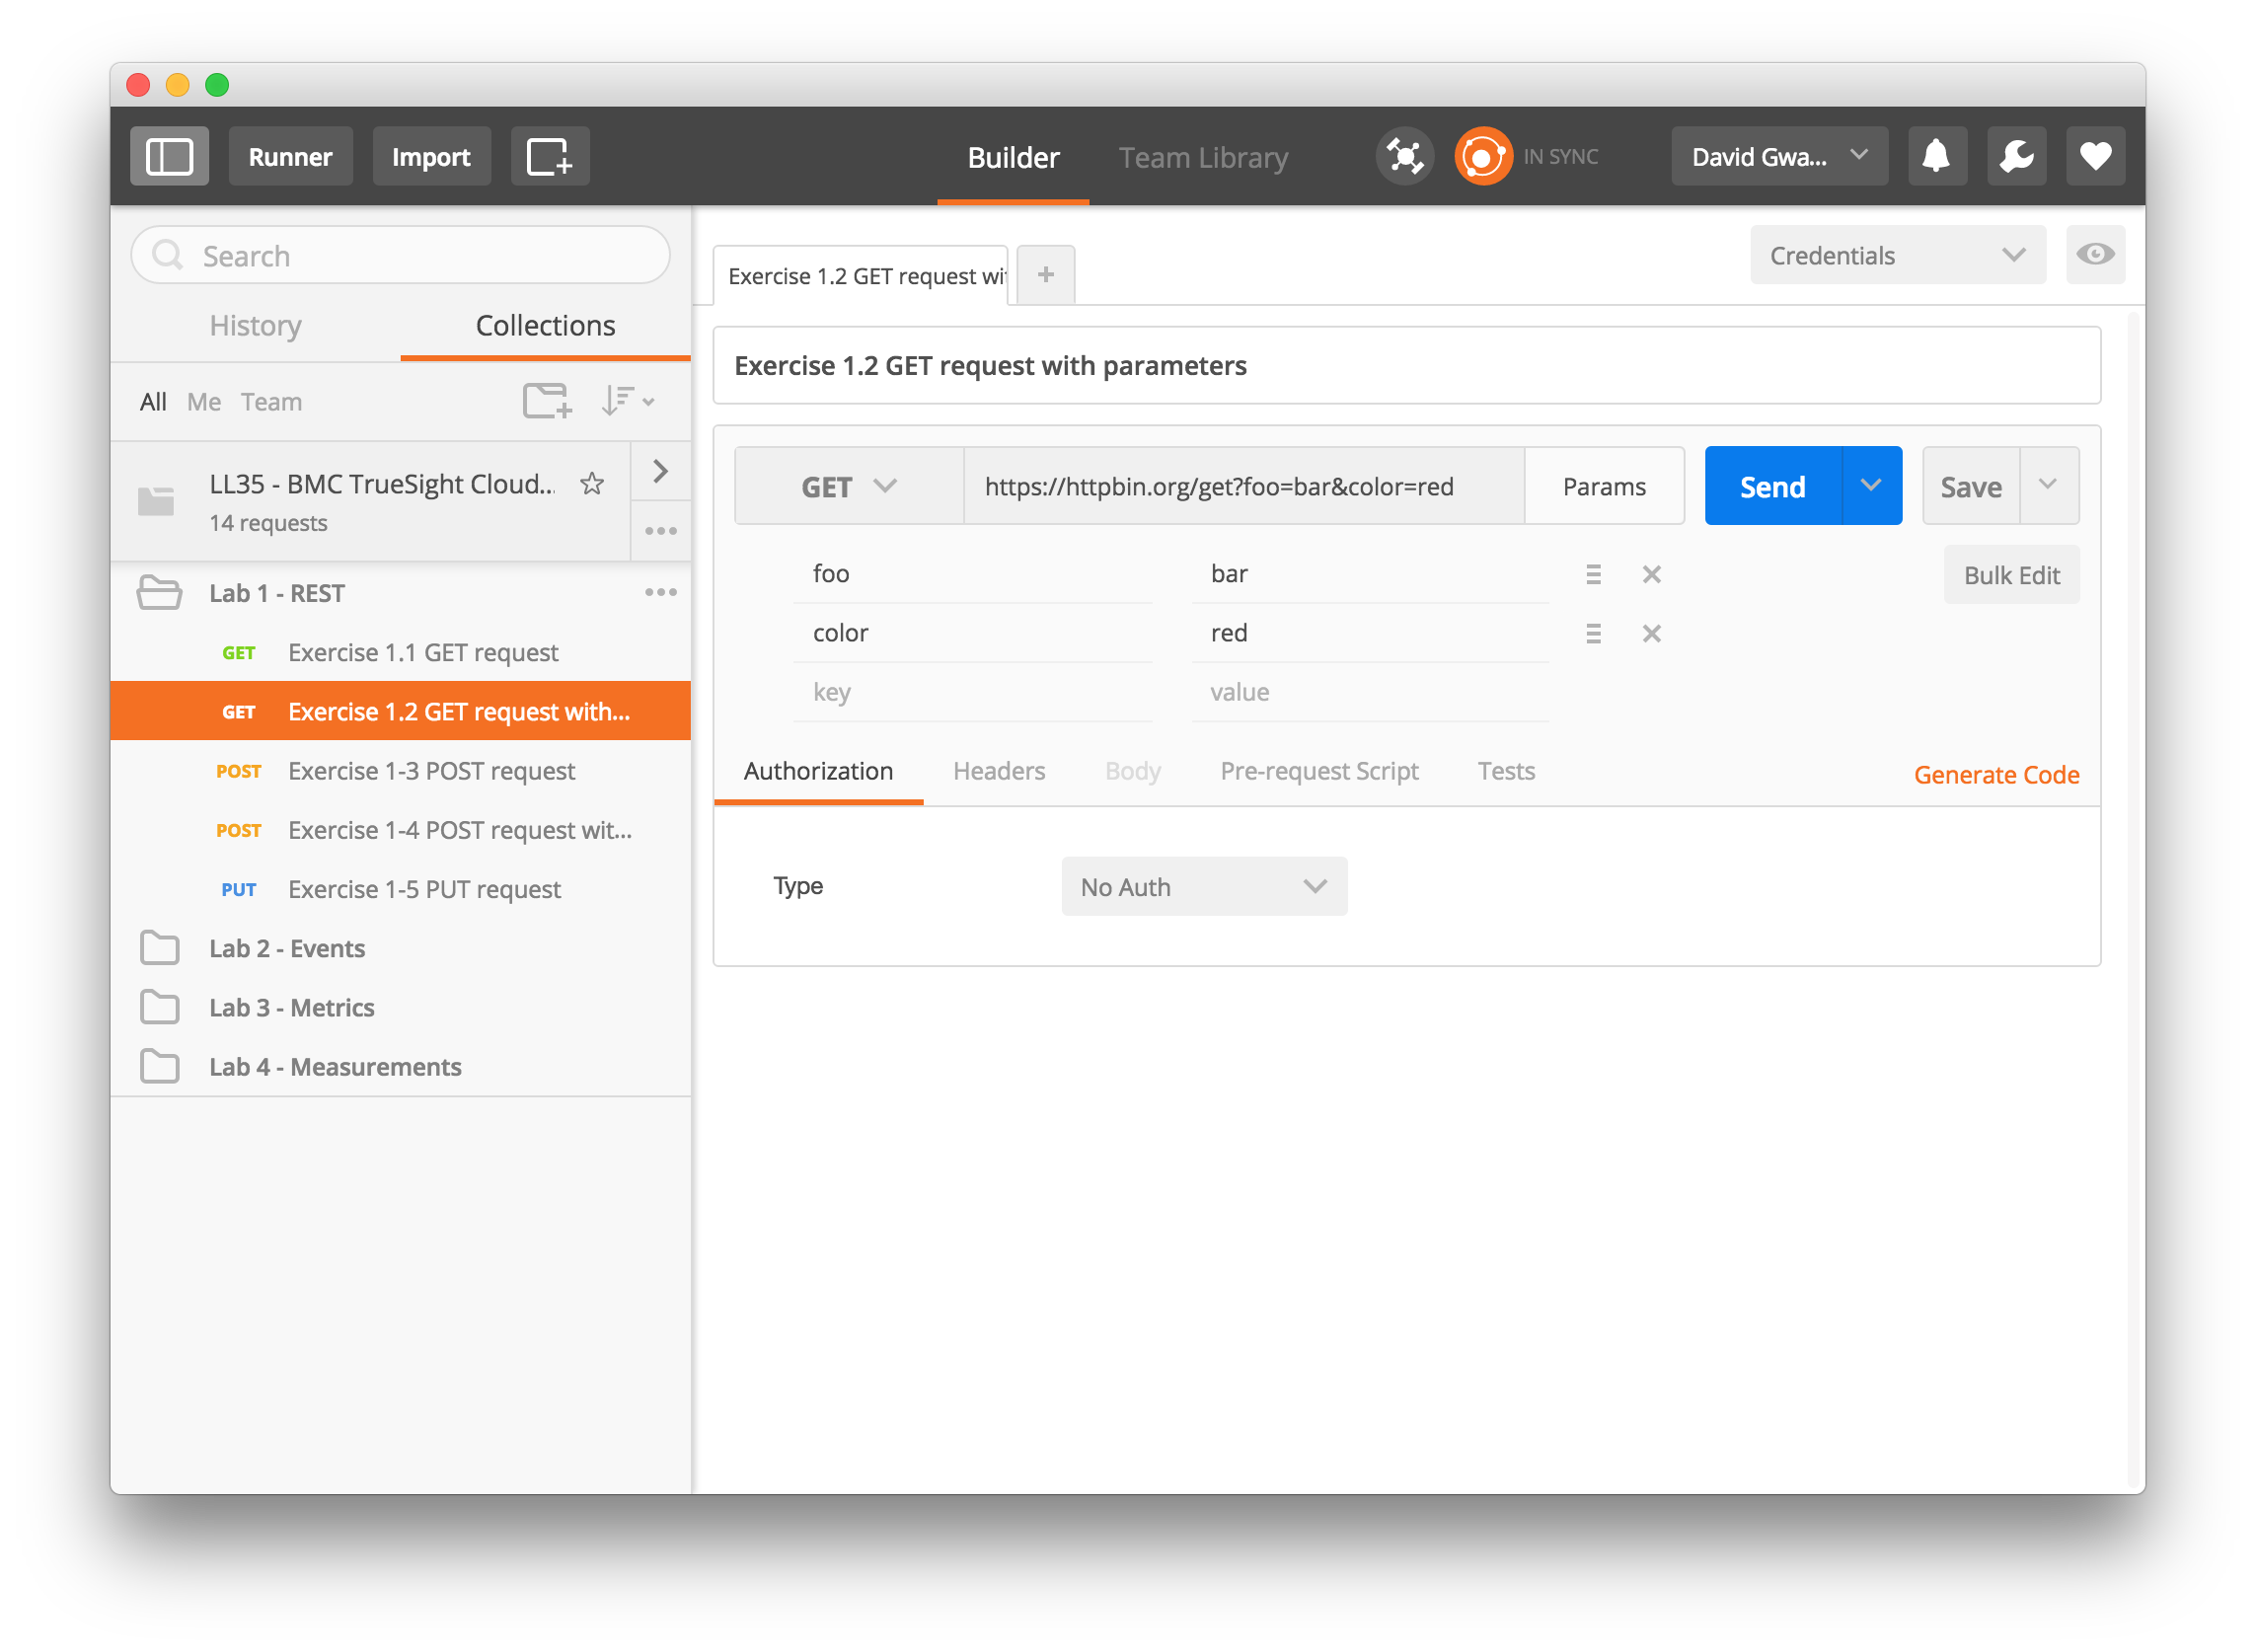 Runner
Import
Builder
Team Library
IN SYNC
David Gwa...
Search
History
Collections
All
Me
Team
LL35 - BMC TrueSight Cloud...
14 requests
Lab 1 - REST
GET Exercise 1.1 GET request
GET Exercise 1.2 GET request with...
POST Exercise 1-3 POST request
POST Exercise 1-4 POST request wit...
PUT Exercise 1-5 PUT request
Lab 2 - Events
Lab 3 - Metrics
Lab 4 - Measurements
Exercise 1.2 GET request wi
Credentials
Exercise 1.2 GET request with parameters
GET
https://httpbin.org/get?foo=bar&color=red
Params
Send
Save
foo bar
Bulk Edit
color red
key value
Authorization
Headers
Body
Pre-request Script
Tests
Generate Code
Type
No Auth